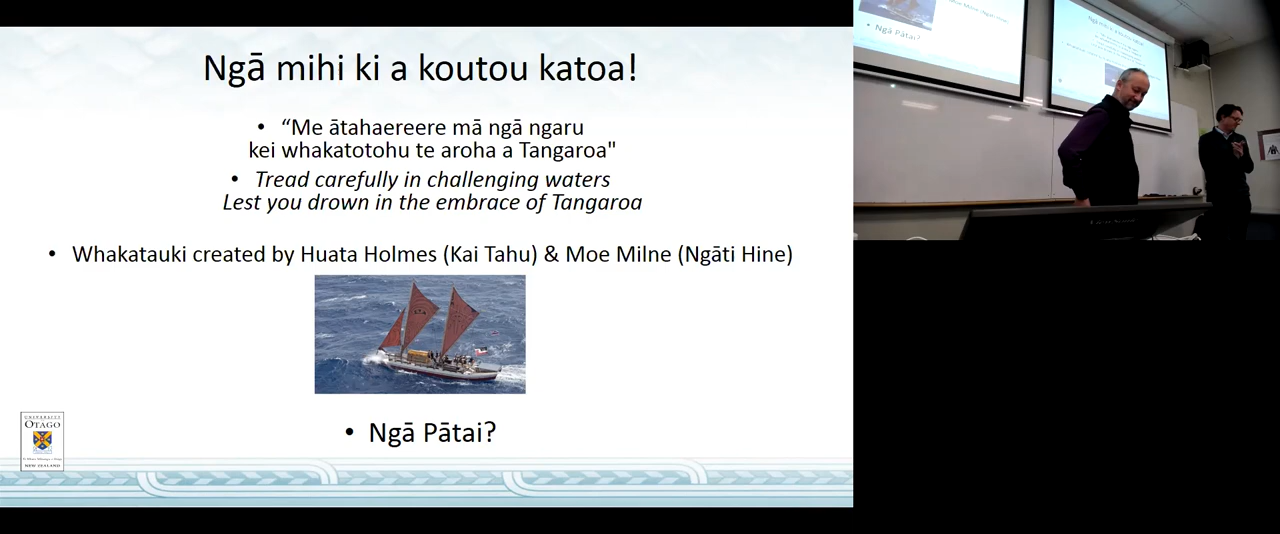 Ngā mihi ki a koutou katoa!
• “Me ātahaereere mā ngā ngaru
kei whakatotohu te aroha a Tangaroa"
• Tread carefully in challenging waters
Lest you drown in the embrace of Tangaroa
• Whakatauki created by Huata Holmes (Kai Tahu) & Moe Milne (Ngāti Hine)
• Ngā Pātai?
UNIVERSITY
OTAGO
NEW ZEALAND
• Ngā Pātai?